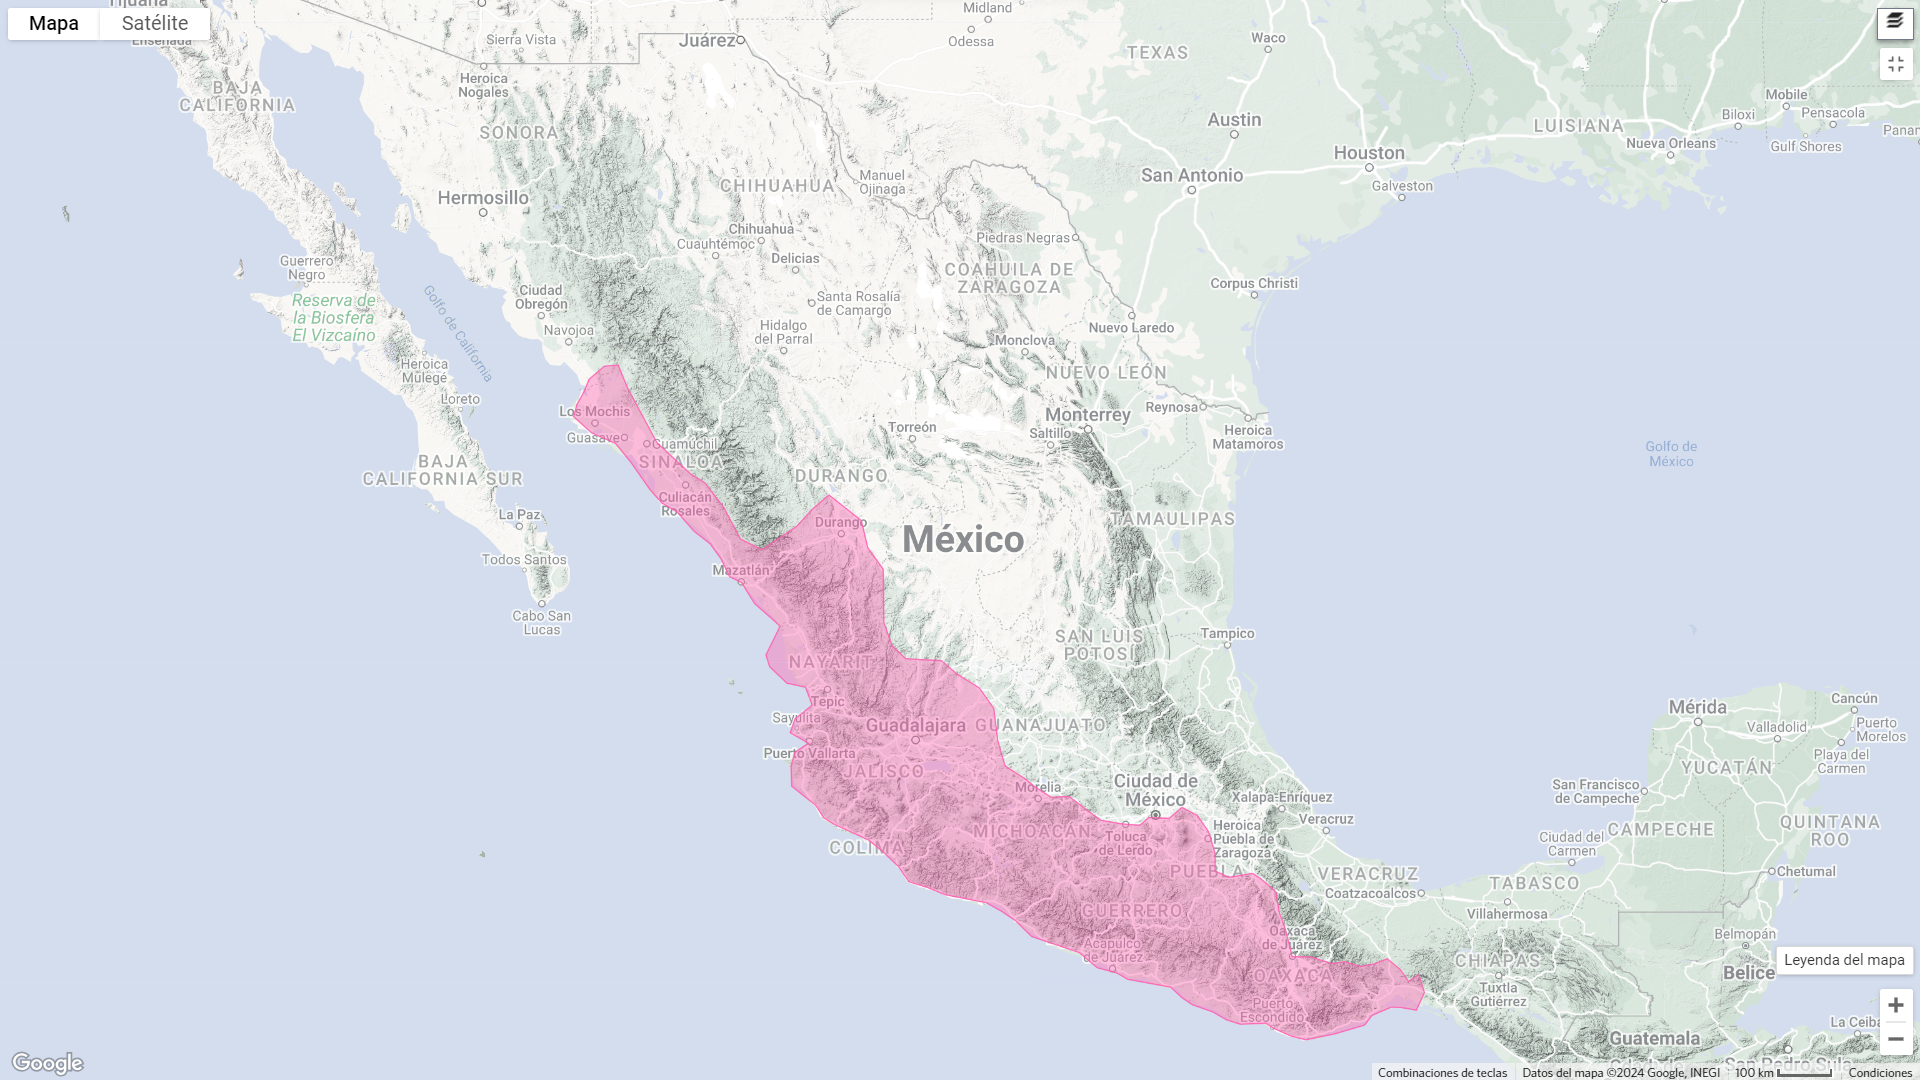 Tijuana
Mapa
Satélite
Ensenada
Sierra Vista
Juárez
Midland
Odessa
TEXAS
Waco
Heroica
Nogales
BAJA
CALIFORNIA
SONORA
Austin
LUISIANA
Mobile
Biloxi
Pensacola
Gulf Shores
Nueva Orleans
Houston
San Antonio
Galveston
Manuel
Ojinaga
CHIHUAHUA
Hermosillo
Chihuahua
Cuauhtémoc
Delicias
Piedras Negras
COAHUILA DE
ZARAGOZA
Corpus Christi
Guerrero
Negro
Reserva de
la Biosfera
El Vizcaíno
Golfo de California
Ciudad
Obregón
Navojoa
Santa Rosalía
de Camargo
Hidalgo
del Parral
Nuevo Laredo
Monclova
Heroica
Mulegé
Loreto
NUEVO LEÓN
Monterrey
Reynosa
Saltillo
Torreón
Heroica
Matamoros
Los Mochis
Guasave
Guamúchil
SINALOA
BAJA
CALIFORNIA SUR
DURANGO
Golfo de
México
Culiacán
Rosales
La Paz
Durango
México
TAMAULIPAS
Todos Santos
Mazatlán
Cabo San
Lucas
SAN LUIS
POTOSÍ
Tampico
NAYARIT
Tepic
Sayulita
Guadalajara
GUANAJUATO
Puerto Vallarta
JALISCO
Morelia
Ciudad de
México
Xalapa-Enríquez
Veracruz
Mérida
Cancún
Valladolid
Puerto
Morelos
Playa del
Carmen
YUCATÁN
San Francisco
de Campeche
QUINTANA
ROO
Ciudad del
Carmen
CAMPECHE
COLIMA
MICHOACÁN
Toluca
de Lerdo
Heroica
Puebla de
Zaragoza
PUEBLA
VERACRUZ
Coatzacoalcos
TABASCO
Villahermosa
Chetumal
GUERRERO
Acapulco
de Juárez
Oaxaca
de Juárez
OAXACA
CHIAPAS
Tuxtla
Gutiérrez
Puerto
Escondido
Belmopán
Belice
Leyenda del mapa
La Ceiba
Guatemala
San Pedro Sula
Google
Combinaciones de teclas
Datos del mapa ©2024 Google, INEGI
100 km
Condiciones